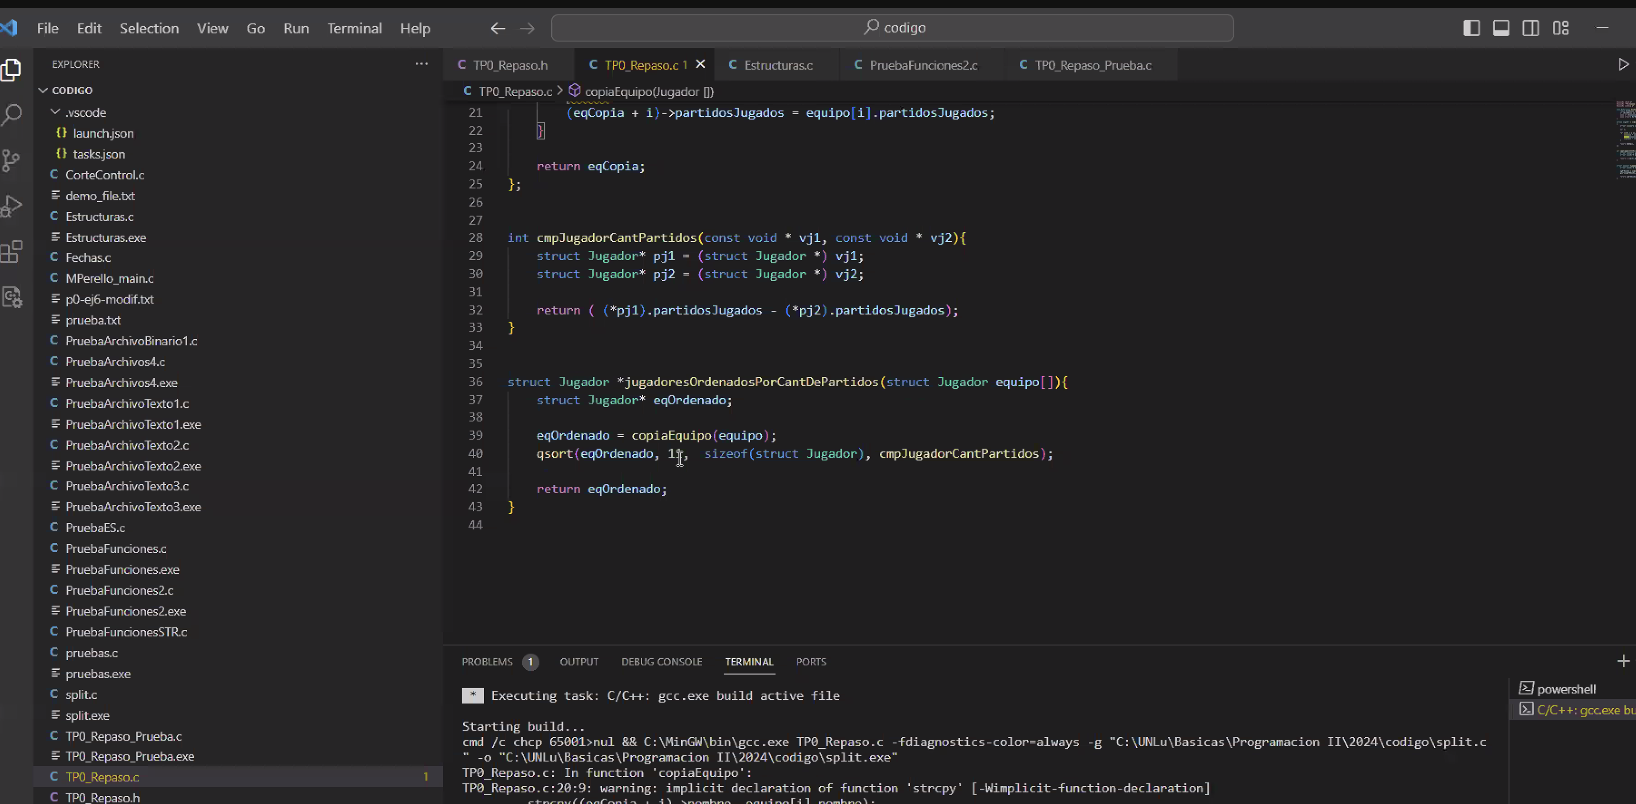 File Edit Selection View Go Run Terminal Help
codigo
EXPLORER
CODIGO
.vscode
launch.json
tasks.json
CorteControl.c
demo_file.txt
Estructuras.c
Estructuras.exe
Fechas.c
MPerello_main.c
p0-ej6-modif.txt
prueba.txt
PruebaArchivoBinario1.c
PruebaArchivos4.c
PruebaArchivos4.exe
PruebaArchivoTexto1.c
PruebaArchivoTexto1.exe
PruebaArchivoTexto2.c
PruebaArchivoTexto2.exe
PruebaArchivoTexto3.c
PruebaArchivoTexto3.exe
PruebaES.c
PruebaFunciones.c
PruebaFunciones.exe
PruebaFunciones2.c
PruebaFunciones2.exe
PruebaFuncionesSTR.c
pruebas.c
pruebas.exe
split.c
split.exe
TP0_Repaso_Prueba.c
TP0_Repaso_Prueba.exe
TP0_Repaso.c 1
TP0_Repaso.h
TP0_Repaso.h TP0_Repaso.c 1 Estructuras.c PruebaFunciones2.c TP0_Repaso_Prueba.c
TP0_Repaso.c > copiaEquipo(Jugador [])
21 (eqCopia + i)->partidosJugados = equipo[i].partidosJugados;
22 }
23
24 return eqCopia;
25 };
26
27
28 int cmpJugadorCantPartidos(const void * vj1, const void * vj2){
29 struct Jugador* pj1 = (struct Jugador *) vj1;
30 struct Jugador* pj2 = (struct Jugador *) vj2;
31
32 return ( (*pj1).partidosJugados - (*pj2).partidosJugados);
33 }
34
35
36 struct Jugador *jugadoresOrdenadosPorCantDePartidos(struct Jugador equipo[]){
37 struct Jugador* eqOrdenado;
38
39 eqOrdenado = copiaEquipo(equipo);
40 qsort(eqOrdenado, 11, sizeof(struct Jugador), cmpJugadorCantPartidos);
41
42 return eqOrdenado;
43 }
44
PROBLEMS 1 OUTPUT DEBUG CONSOLE TERMINAL PORTS
* Executing task: C/C++: gcc.exe build active file
Starting build...
cmd /c chcp 65001>nul && C:\MinGW\bin\gcc.exe TP0_Repaso.c -fdiagnostics-color=always -g "C:\UNLu\Basicas\Programacion II\2024\codigo\split.c
" -o "C:\UNLu\Basicas\Programacion II\2024\codigo\split.exe"
TP0_Repaso.c: In function 'copiaEquipo':
TP0_Repaso.c:20:9: warning: implicit declaration of function 'strcpy' [-Wimplicit-function-declaration]
strcpy((eqCopia + i)->nombre, equipo[i].nombre);
powershell
C/C++: gcc.exe bu